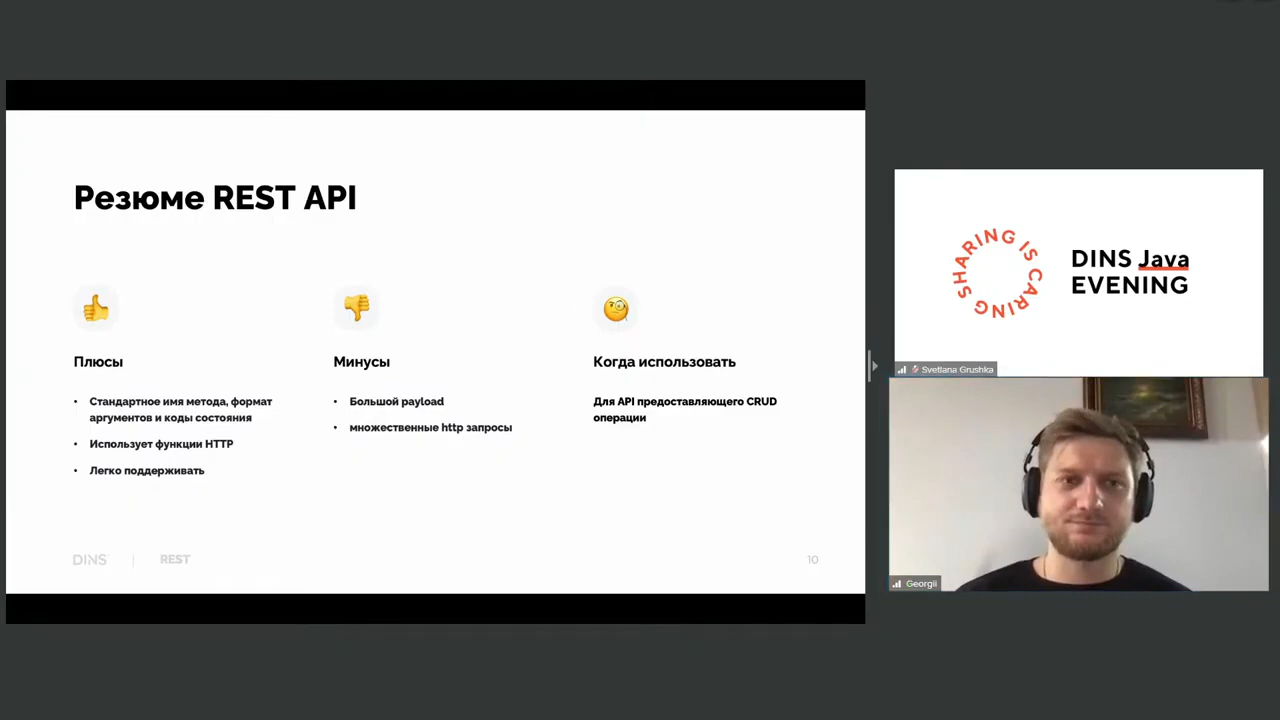 Резюме REST API
Плюсы
• Стандартное имя метода, формат
аргументов и коды состояния
• Использует функции HTTP
• Легко поддерживать
Минусы
• Большой payload
• множественные http запросы
Когда использовать
Для API предоставляющего CRUD
операции
DINS | REST
10
SHARING IS CARING
DINS Java
EVENING
Svetlana Grushka
Georgii